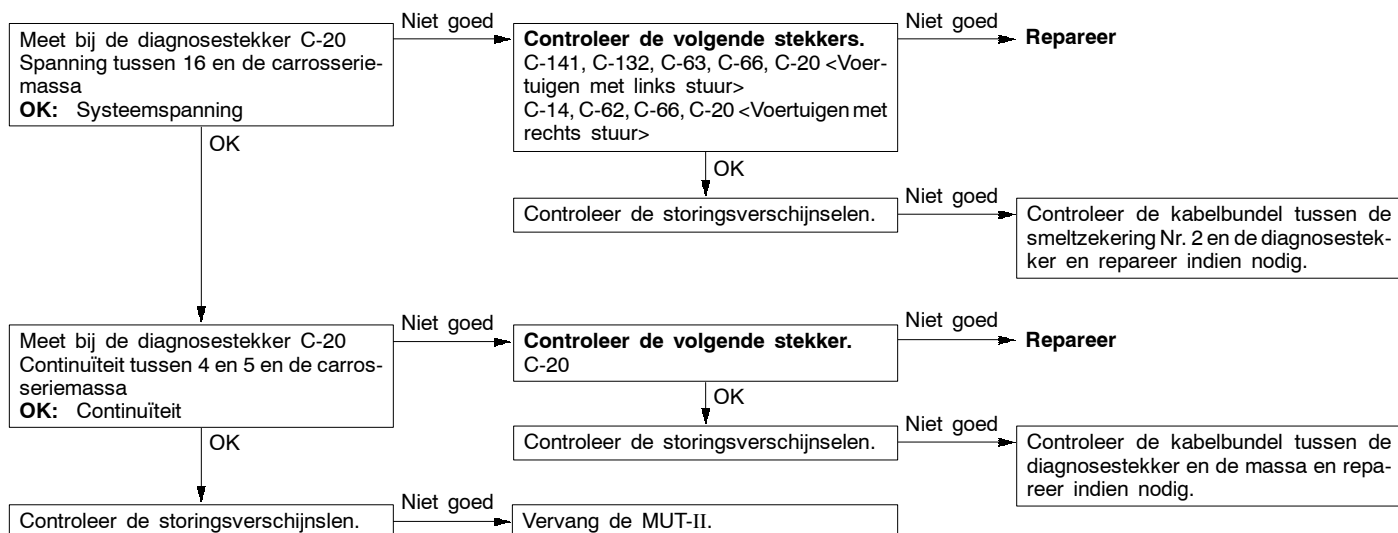 Niet goed
Niet goed
Meet bij de diagnosestekker C-20
Spanning tussen 16 en de carrosserie-
massa
OK: Systeemspanning
Controleer de volgende stekkers.
C-141, C-132, C-63, C-66, C-20 <Voer-
tuigen met links stuur>
C-14, C-62, C-66, C-20 <Voertuigen met
rechts stuur>
Repareer
OK
OK
Niet goed
Controleer de storingsverschijnselen.
Controleer de kabelbundel tussen de
smeltzekering Nr. 2 en de diagnosestek-
ker en repareer indien nodig.
Niet goed
Niet goed
Meet bij de diagnosestekker C-20
Continuïteit tussen 4 en 5 en de carros-
seriemassa
OK: Continuïteit
Controleer de volgende stekker.
C-20
Repareer
OK
OK
Niet goed
Controleer de storingsverschijnselen.
Controleer de kabelbundel tussen de
diagnosestekker en de massa en repa-
reer indien nodig.
Niet goed
Controleer de storingsverschijnslen.
Vervang de MUT-II.